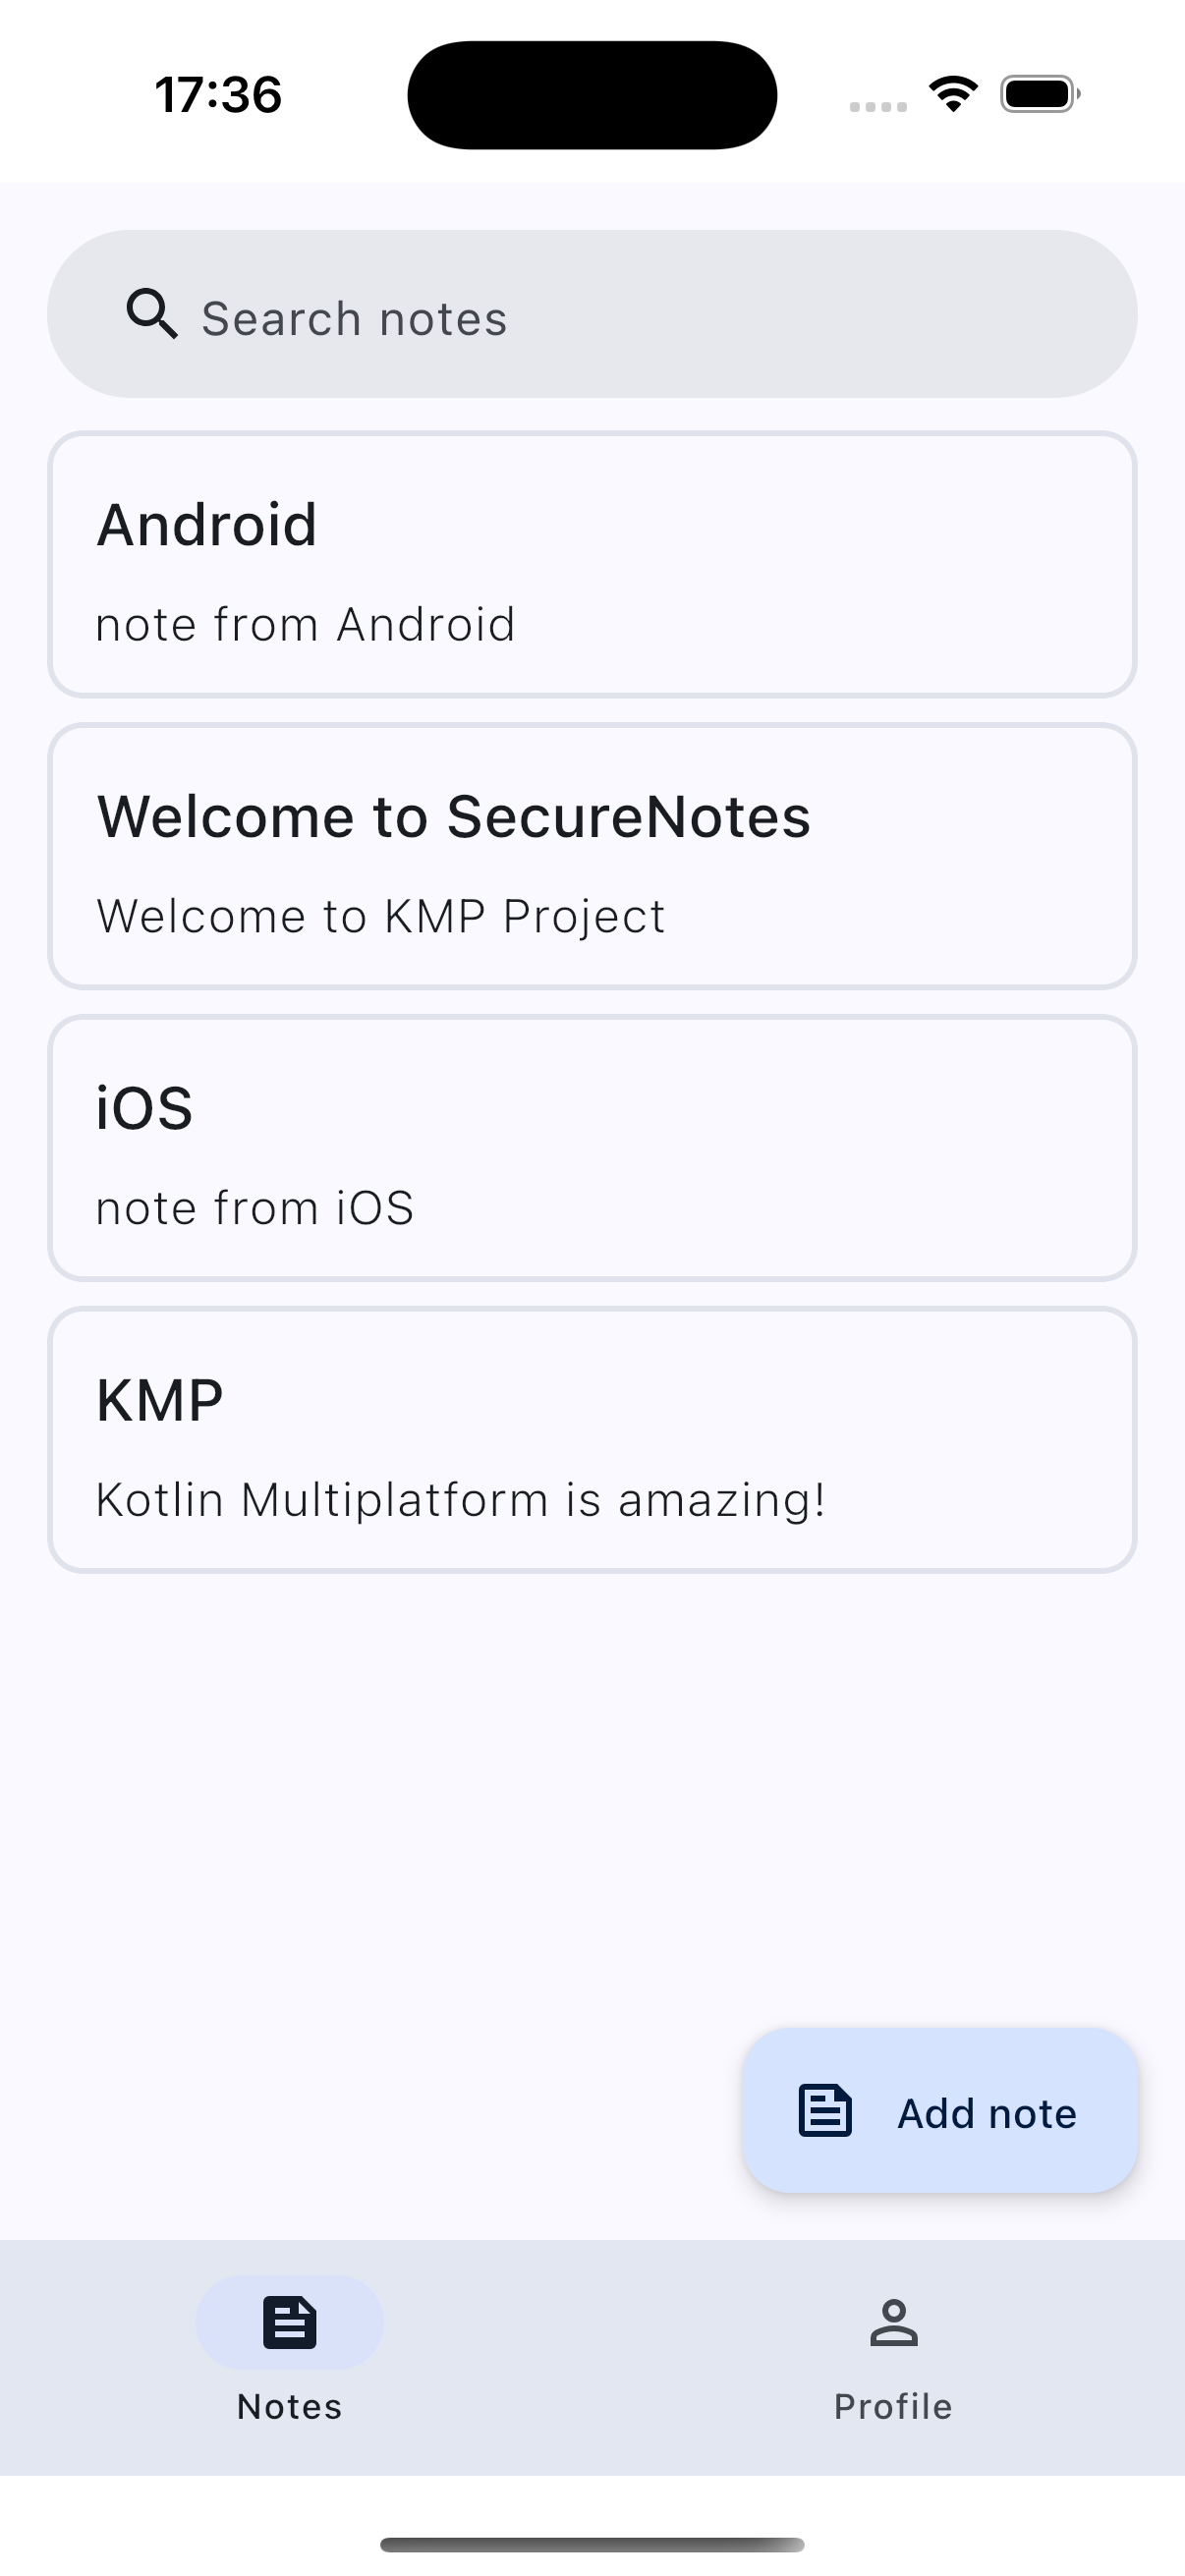 17:36
Search notes
Android
note from Android
Welcome to SecureNotes
Welcome to KMP Project
iOS
note from iOS
KMP
Kotlin Multiplatform is amazing!
Add note
Notes
Profile